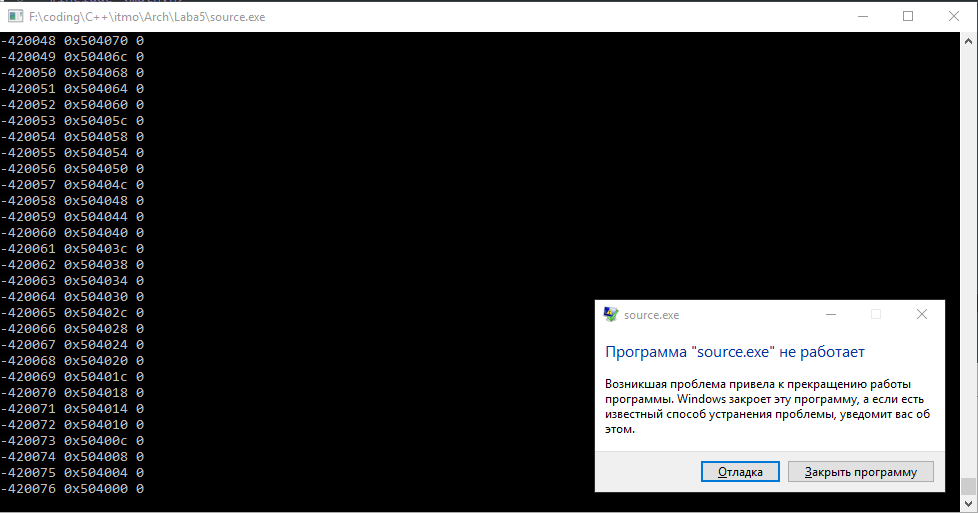 F:\coding\C++\itmo\Arch\Laba5\source.exe
-420048 0x504070 0
-420049 0x50406c 0
-420050 0x504068 0
-420051 0x504064 0
-420052 0x504060 0
-420053 0x50405c 0
-420054 0x504058 0
-420055 0x504054 0
-420056 0x504050 0
-420057 0x50404c 0
-420058 0x504048 0
-420059 0x504044 0
-420060 0x504040 0
-420061 0x50403c 0
-420062 0x504038 0
-420063 0x504034 0
-420064 0x504030 0
-420065 0x50402c 0
-420066 0x504028 0
-420067 0x504024 0
-420068 0x504020 0
-420069 0x50401c 0
-420070 0x504018 0
-420071 0x504014 0
-420072 0x504010 0
-420073 0x50400c 0
-420074 0x504008 0
-420075 0x504004 0
-420076 0x504000 0
source.exe
Программа "source.exe" не работает
Возникшая проблема привела к прекращению работы
программы. Windows закроет эту программу, а если есть
известный способ устранения проблемы, уведомит вас об
этом.
Отладка
Закрыть программу